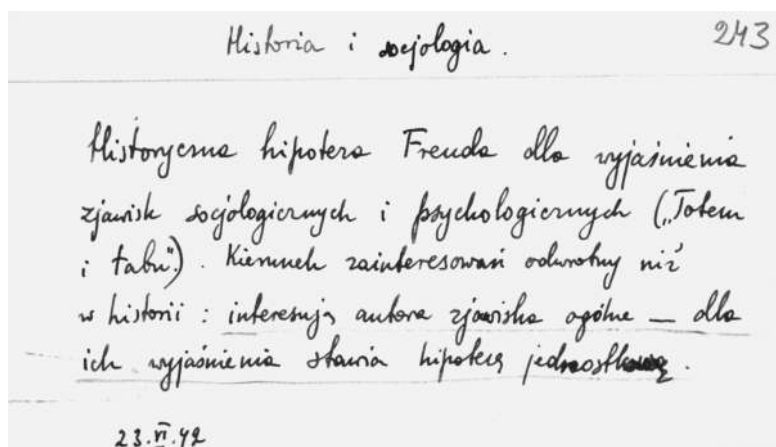 Historia i socjologia. 243
Historyczna hipoteza Freuda dla wyjaśnienia
zjawisk socjologicznych i psychologicznych („Totem
i tabu"). Kierunek zainteresowań odwrotny niż
w historii: interesują autora zjawiska ogólne — dla
ich wyjaśnienia stawia hipotezę jednostkową.
23.VI.42